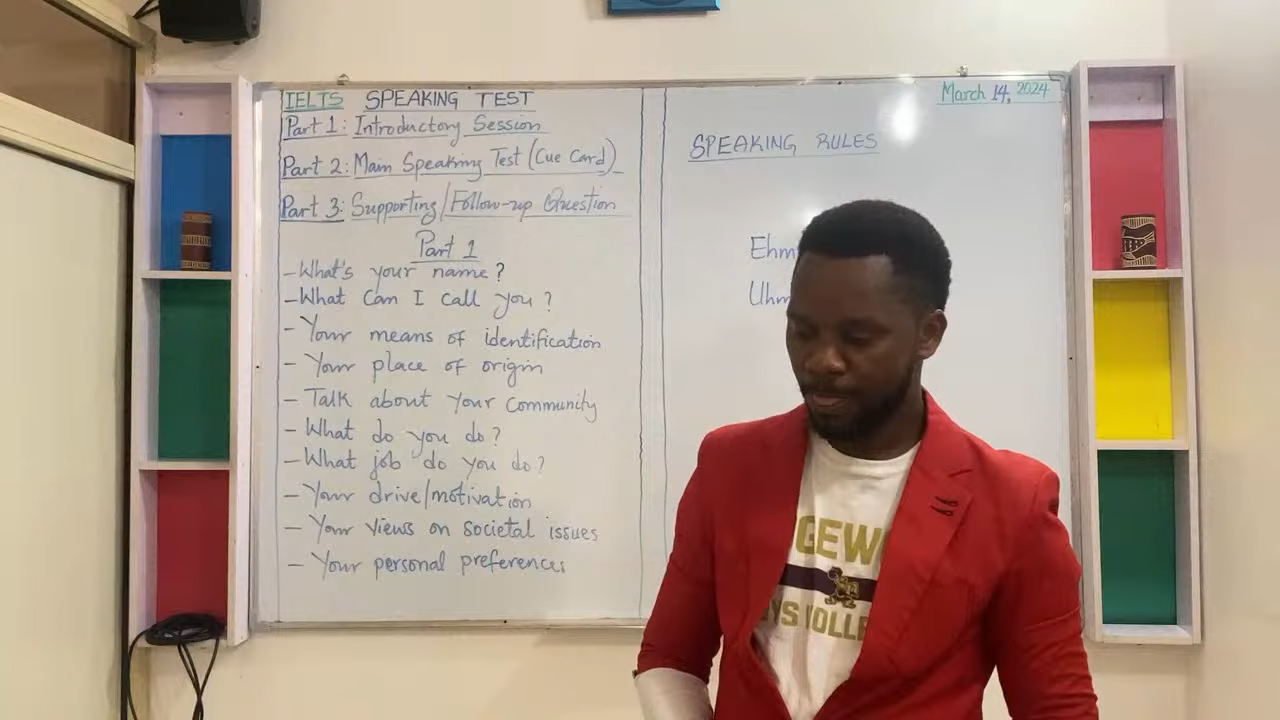 IELTS SPEAKING TEST
Part 1: Introductory Session
Part 2: Main Speaking Test (Cue Card)
Part 3: Supporting/Follow-up Question
Part 1
- What's your name?
- What can I call you?
- Your means of identification
- Your place of origin
- Talk about your community
- What do you do?
- What job do you do?
- Your drive/motivation
- Your views on societal issues
- Your personal preferences
March 14, 2024
SPEAKING RULES
Ehm
Uhm